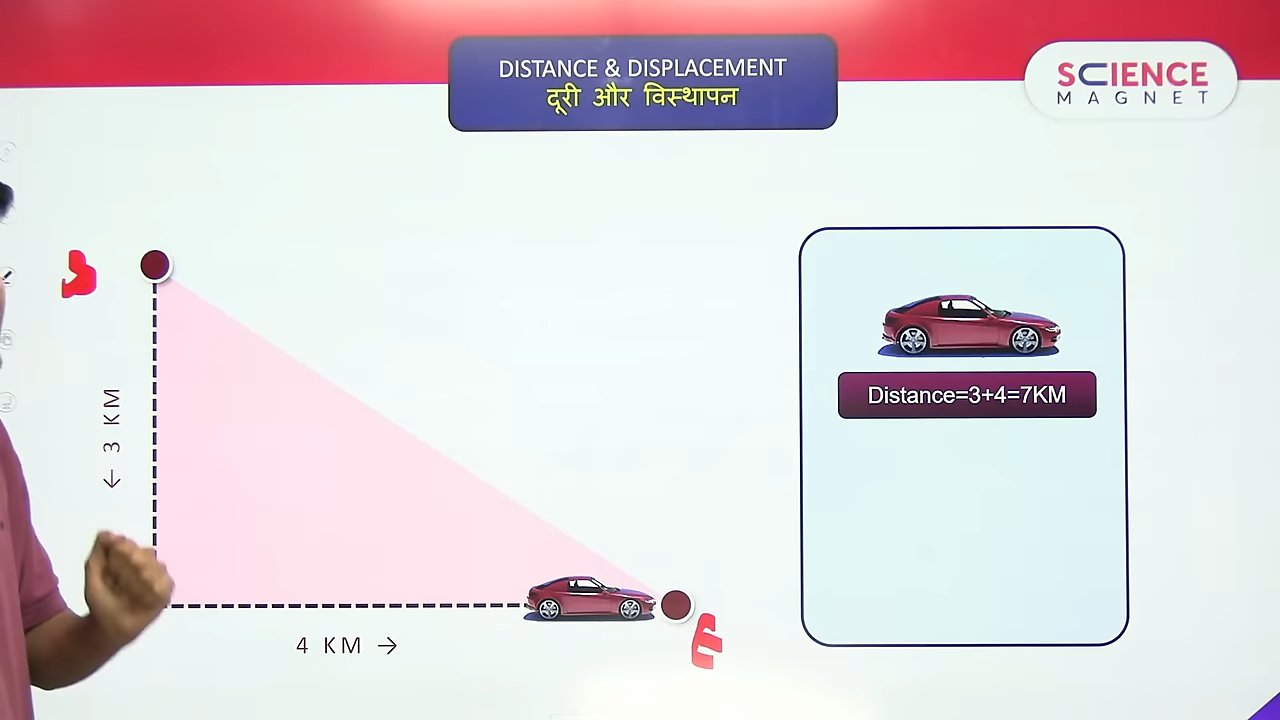 DISTANCE & DISPLACEMENT
दूरी और विस्थापन
SCIENCE
MAGNET
← 3 KM
Distance=3+4=7KM
4 KM →